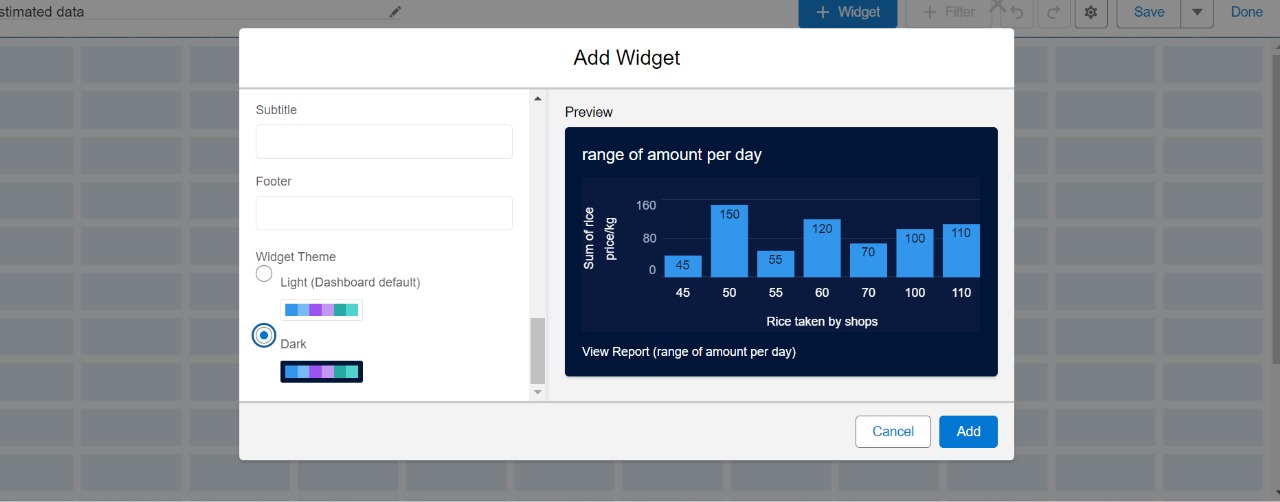 stimated data
+ Widget
+ Filter
Save
Done
Add Widget
Subtitle
Footer
Widget Theme
Light (Dashboard default)
Dark
Preview
range of amount per day
Sum of rice
price/kg
160
80
0
45
150
55
120
70
100
110
45 50 55 60 70 100 110
Rice taken by shops
View Report (range of amount per day)
Cancel
Add